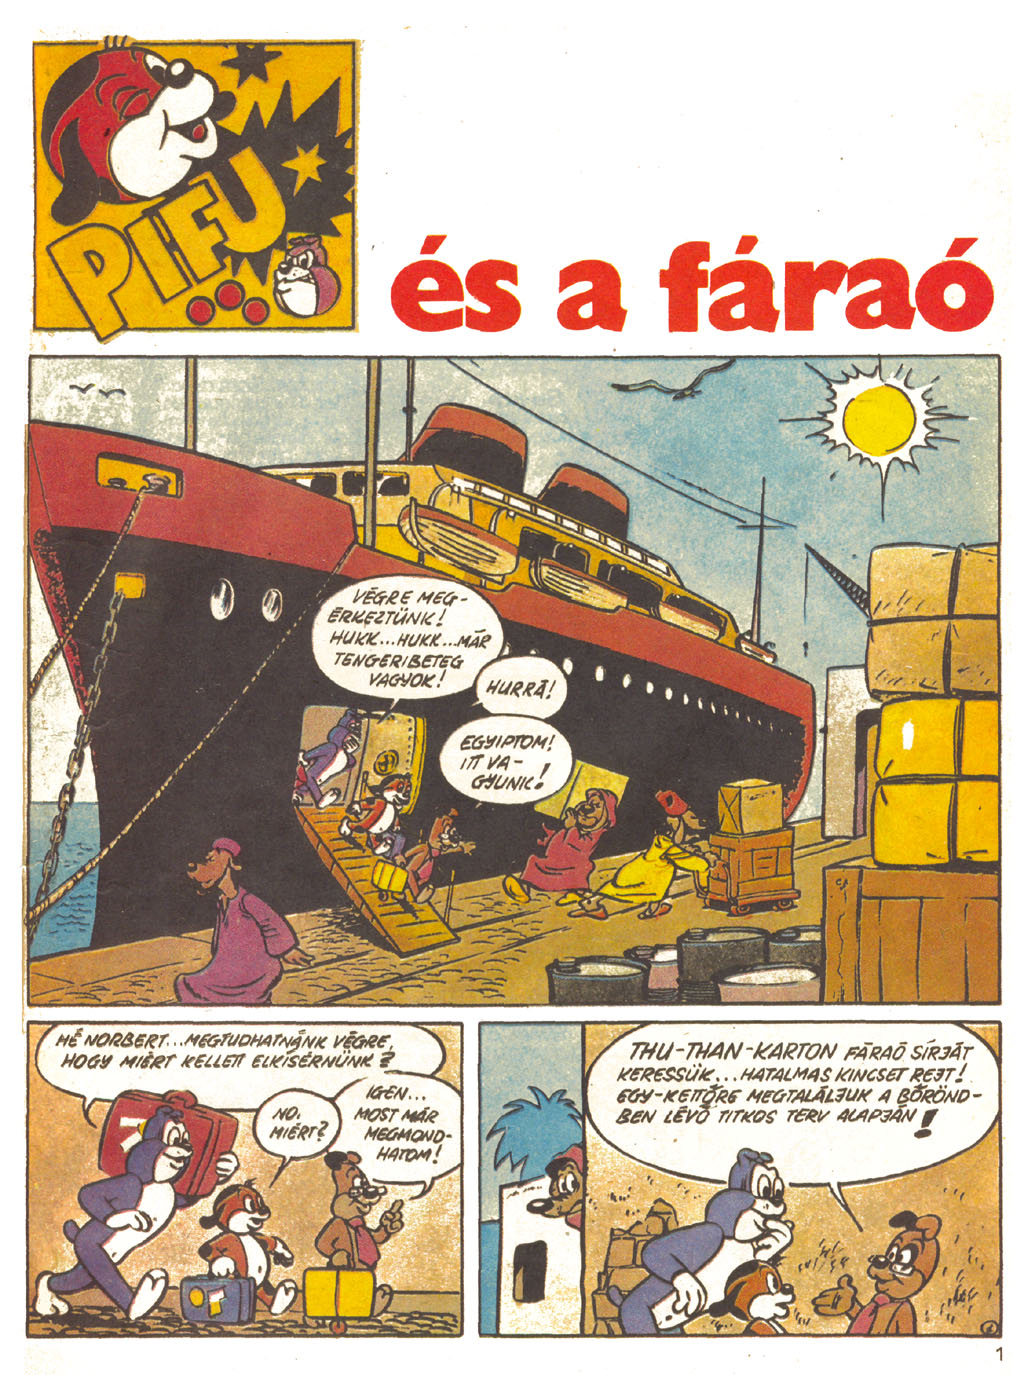 PIFU
és a fáraó
VÉGRE MEG-
ÉRKEZTÜNK!
HUKK...HUKK...MÁR
TENGERIBETEG
VAGYOK!
HURRÁ!
EGYIPTOM!
ITT VA-
GYUNK!
HÉ NORBERT...MEGTUDHATNÁNK VÉGRE,
HOGY MIÉRT KELLETT ELKÍSÉRNÜNK?
NO,
MIÉRT?
IGEN...
MOST MÁR
MEGMOND-
HATOM!
THU-THAN-KARTON FÁRAÓ SÍRJÁT
KERESSÜK...HATALMAS KINCSET REJT!
EGY-KETTŐRE MEGTALÁLJUK A BŐRÖND-
BEN LÉVŐ TITKOS TERV ALAPJÁN!
1